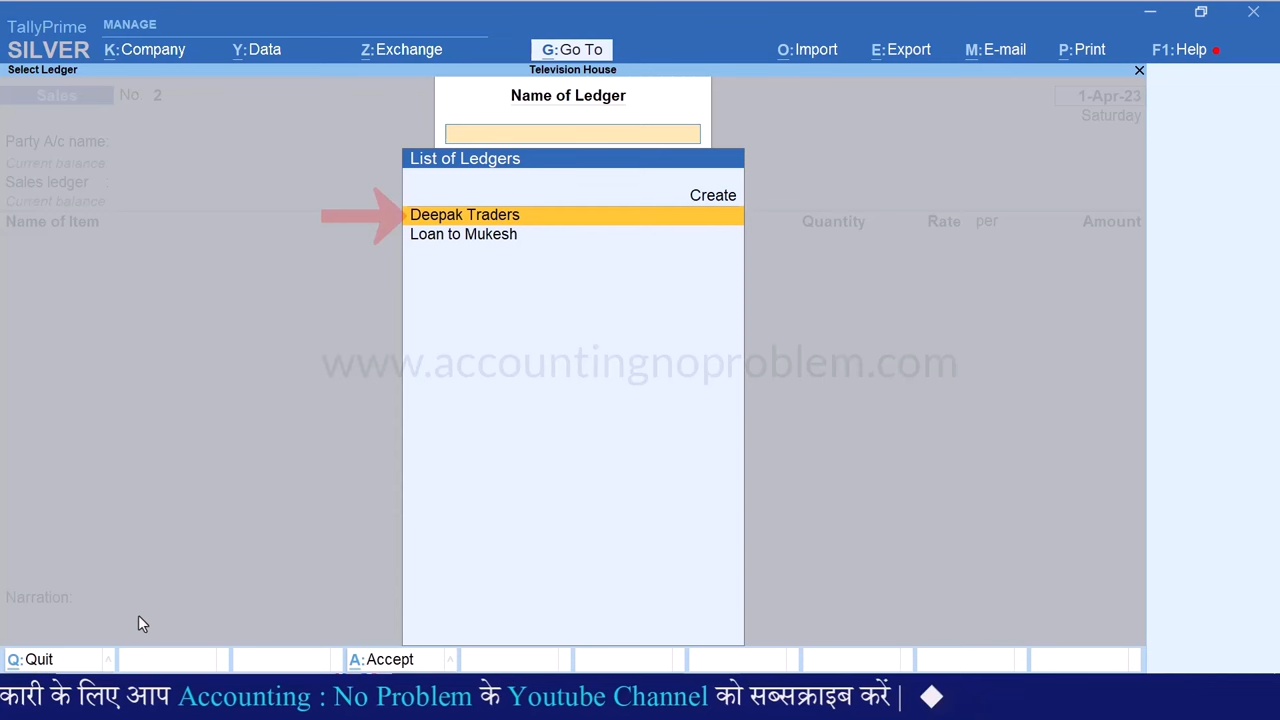 TallyPrime MANAGE
SILVER K:Company Y:Data Z:Exchange G:Go To O:Import E:Export M:E-mail P:Print F1:Help
Select Ledger Television House
Sales No. 2 1-Apr-23
Saturday
Name of Ledger
Party A/c name:
Current balance:
Sales ledger :
Current balance:
List of Ledgers
Create
Name of Item Quantity Rate per Amount
Deepak Traders
Loan to Mukesh
www.accountingnoproblem.com
Narration:
Q:Quit A:Accept
कारी के लिए आप Accounting : No Problem के Youtube Channel को सब्सक्राइब करें |